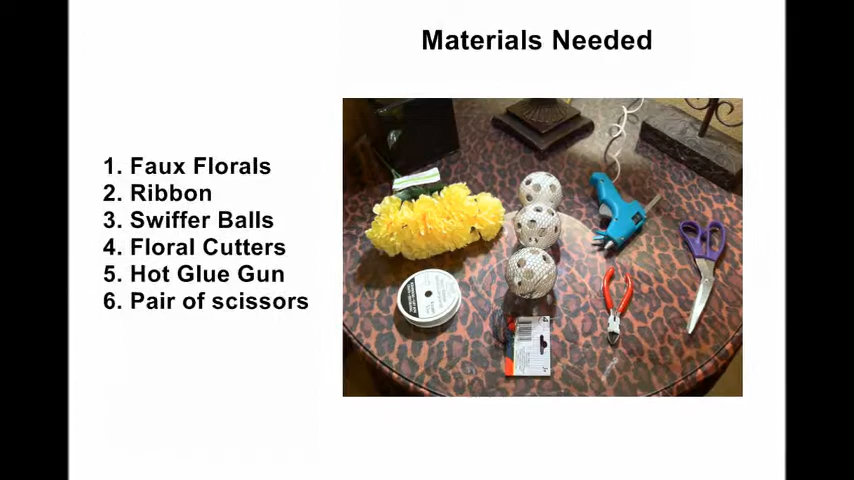 Materials Needed
1. Faux Florals
2. Ribbon
3. Swiffer Balls
4. Floral Cutters
5. Hot Glue Gun
6. Pair of scissors